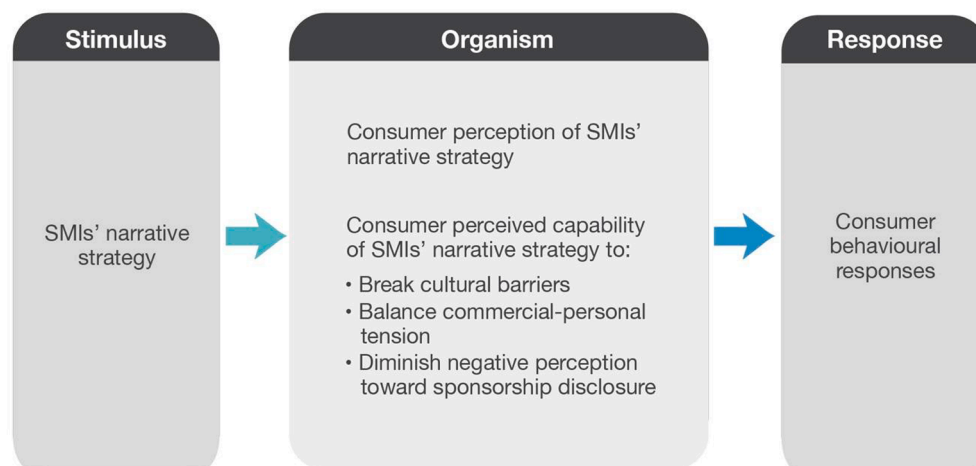 Stimulus
SMIs' narrative
strategy
Organism
Consumer perception of SMIs'
narrative strategy
Consumer perceived capability
of SMIs' narrative strategy to:
• Break cultural barriers
• Balance commercial-personal
tension
• Diminish negative perception
toward sponsorship disclosure
Response
Consumer
behavioural
responses